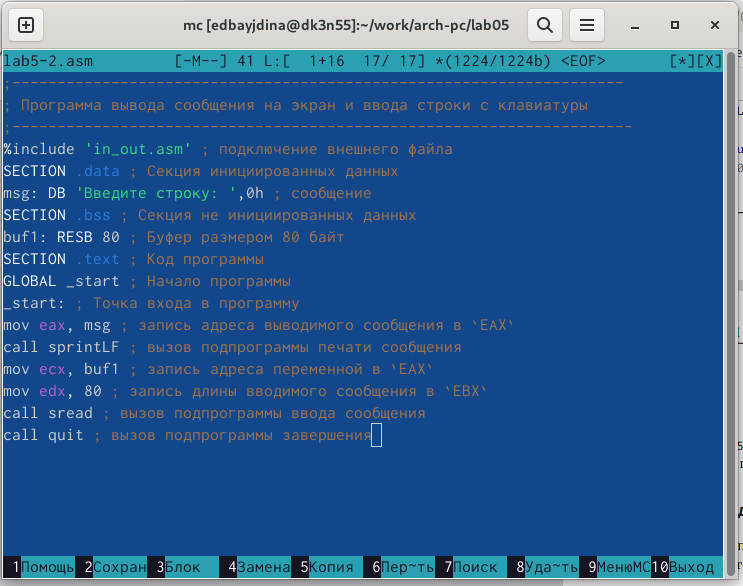 mc [edbayjdina@dk3n55]:~/work/arch-pc/lab05
lab5-2.asm [-M--] 41 L:[ 1+16 17/ 17] *(1224/1224b) <EOF> [*][X]
;--------------------------------------------------------------------
; Программа вывода сообщения на экран и ввода строки с клавиатуры
;---------------------------------------------------------------------
%include 'in_out.asm' ; подключение внешнего файла
SECTION .data ; Секция инициированных данных
msg: DB 'Введите строку: ',0h ; сообщение
SECTION .bss ; Секция не инициированных данных
buf1: RESB 80 ; Буфер размером 80 байт
SECTION .text ; Код программы
GLOBAL _start ; Начало программы
_start: ; Точка входа в программу
mov eax, msg ; запись адреса выводимого сообщения в `EAX`
call sprintLF ; вызов подпрограммы печати сообщения
mov ecx, buf1 ; запись адреса переменной в `EAX`
mov edx, 80 ; запись длины вводимого сообщения в `EBX`
call sread ; вызов подпрограммы ввода сообщения
call quit ; вызов подпрограммы завершения
1Помощь 2Сохран 3Блок 4Замена 5Копия 6Пер~ть 7Поиск 8Уда~ть 9МенюMC 10Выход